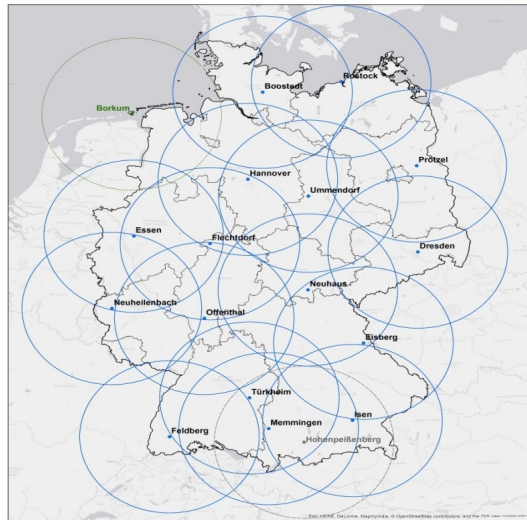 Rostock
Boostedt
Borkum
Prötzel
Hannover
Ummendorf
Essen
Flechtdorf
Dresden
Neuhaus
Neuheilenbach
Offenthal
Eisberg
Türkheim
Isen
Memmingen
Feldberg
Hohenpeißenberg
Esri, HERE, DeLorme, MapmyIndia, © OpenStreetMap contributors, and the GIS user community